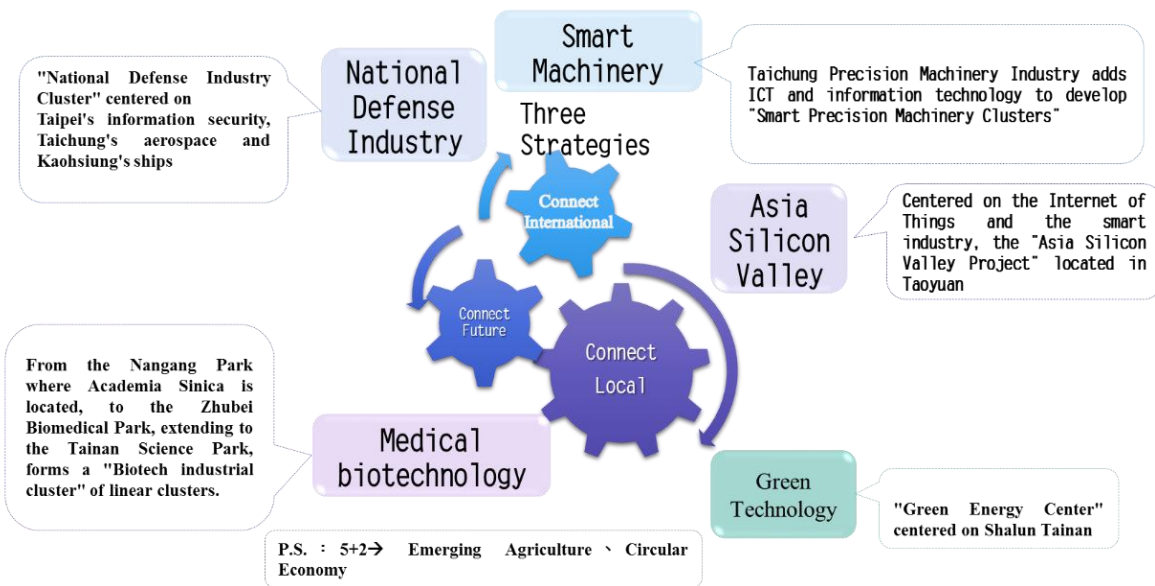 Smart
Machinery
National
Defense
Industry
"National Defense Industry
Cluster" centered on
Taipei's information security,
Taichung's aerospace and
Kaohsiung's ships
Taichung Precision Machinery Industry adds
ICT and information technology to develop
"Smart Precision Machinery Clusters"
Three
Strategies
Connect
International
Asia
Silicon
Valley
Centered on the Internet of
Things and the smart
industry, the "Asia Silicon
Valley Project" located in
Taoyuan
Connect
Future
Connect
Local
From the Nangang Park
where Academia Sinica is
located, to the Zhubei
Biomedical Park, extending to
the Tainan Science Park,
forms a "Biotech industrial
cluster" of linear clusters.
Medical
biotechnology
Green
Technology
"Green Energy Center"
centered on Shalun Tainan
P.S. : 5+2→ Emerging Agriculture、Circular
Economy